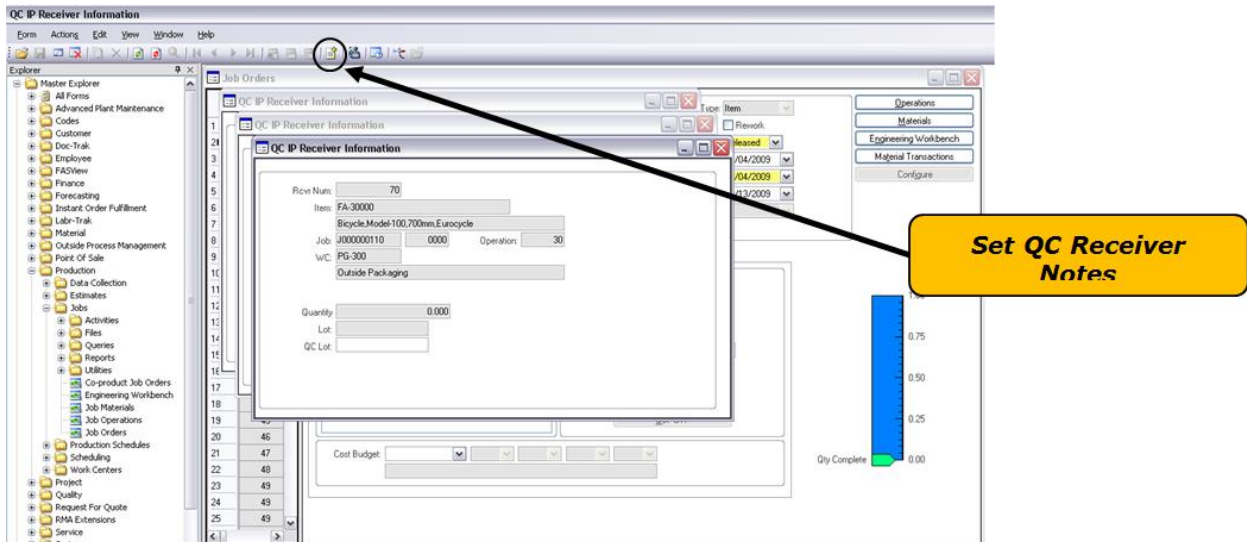 QC IP Receiver Information
Form Actions Edit View Window Help
Explorer
Master Explorer
All Forms
Advanced Plant Maintenance
Codes
Customer
Doc-Trak
Employee
FASView
Finance
Forecasting
Instant Order Fulfillment
Labr-Trak
Material
Outside Process Management
Point Of Sale
Production
Data Collection
Estimates
Jobs
Activities
Files
Queries
Reports
Utilities
Co-product Job Orders
Engineering Workbench
Job Materials
Job Operations
Job Orders
Production Schedules
Scheduling
Work Centers
Project
Quality
Request For Quote
RMA Extensions
Service
Job Orders
QC IP Receiver Information
QC IP Receiver Information
QC IP Receiver Information
Rcvr Num: 70
Item: FA-30000
Bicycle,Model-100,700mm,Eurocycle
Job: J000000110 0000 Operation: 30
WC: PG-300
Outside Packaging
Quantity 0.000
Lot:
QC Lot:
Type: Item
Rework
/04/2009
/04/2009
/13/2009
Operations
Materials
Engineering Workbench
Material Transactions
Configure
Set QC Receiver
Notes
0.75
0.50
0.25
Qty Complete 0.00
Cost Budget:
1
3
4
5
6
7
8
9
11
17
18
19
20 46
21 47
22 48
23 49
24 49
25 49